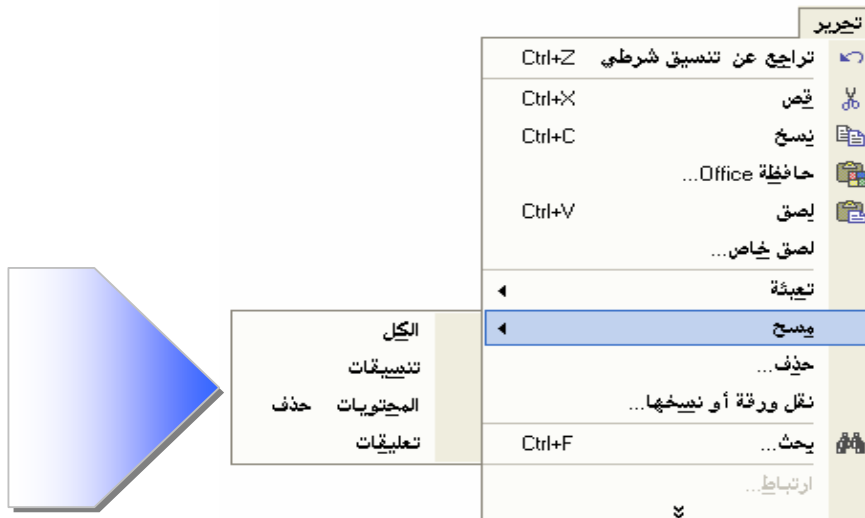 تحرير
تراجع عن تنسيق شرطي Ctrl+Z
قص Ctrl+X
نسخ Ctrl+C
حافظة Office...
لصق Ctrl+V
لصق خاص...
تعبئة
مسح
حذف...
نقل ورقة أو نسخها...
بحث... Ctrl+F
ارتباط...
الكل
تنسيقات
المحتويات حذف
تعليقات